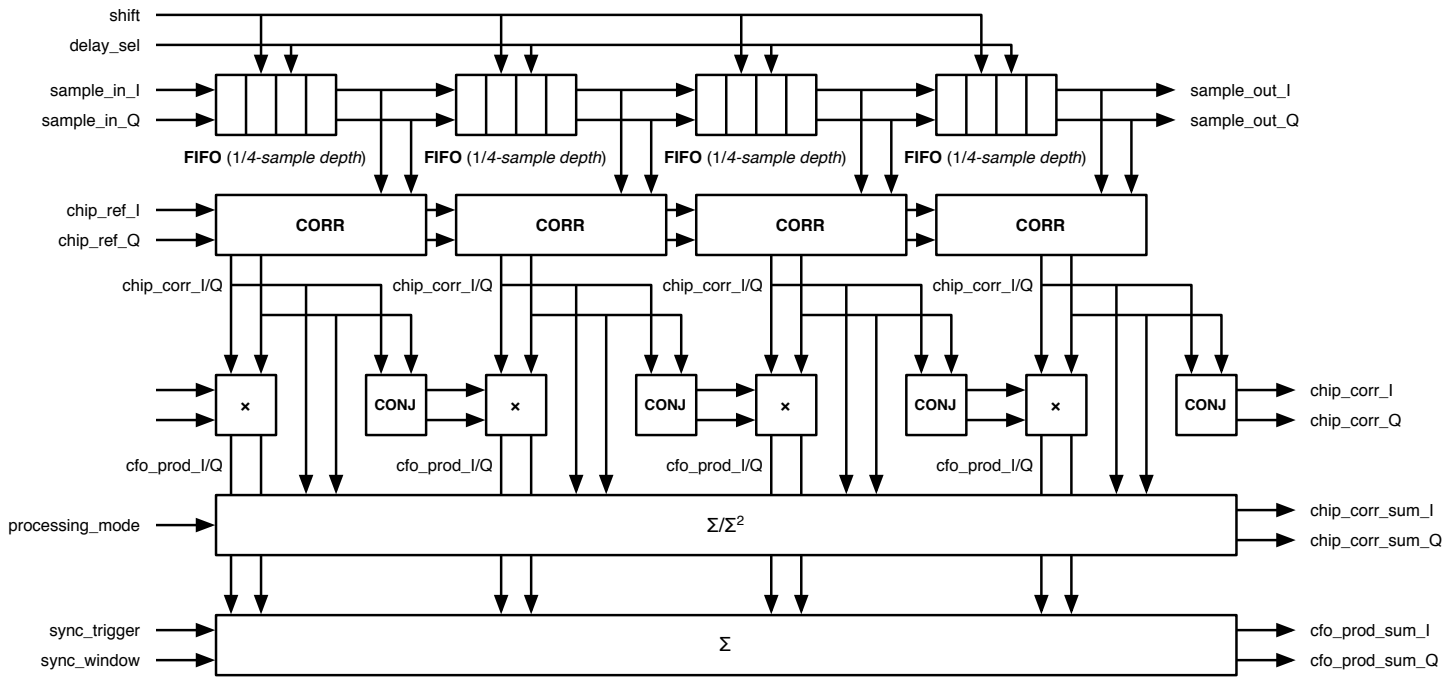 shift
delay_sel
sample_in_I
sample_out_I
sample_in_Q
sample_out_Q
FIFO (1/4-sample depth)
FIFO (1/4-sample depth)
FIFO (1/4-sample depth)
FIFO (1/4-sample depth)
chip_ref_I
chip_ref_Q
CORR
CORR
CORR
CORR
chip_corr_I/Q
chip_corr_I/Q
chip_corr_I/Q
chip_corr_I/Q
×
CONJ
×
CONJ
×
CONJ
×
CONJ
chip_corr_I
chip_corr_Q
cfo_prod_I/Q
cfo_prod_I/Q
cfo_prod_I/Q
cfo_prod_I/Q
processing_mode
Σ/Σ²
chip_corr_sum_I
chip_corr_sum_Q
sync_trigger
sync_window
Σ
cfo_prod_sum_I
cfo_prod_sum_Q